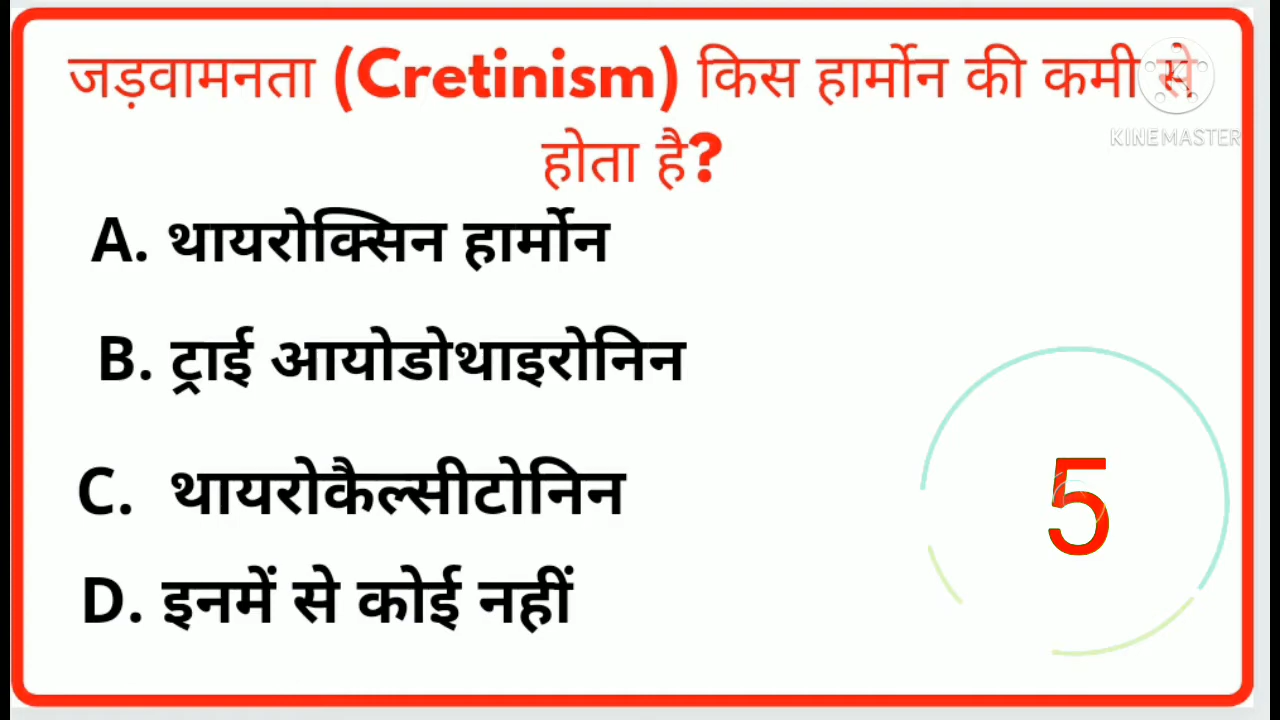 जड़वामनता (Cretinism) किस हार्मोन की कमी से
होता है?
KINEMASTER
A. थायरोक्सिन हार्मोन
B. ट्राई आयोडोथाइरोनिन
C. थायरोकैल्सीटोनिन
5
D. इनमें से कोई नहीं